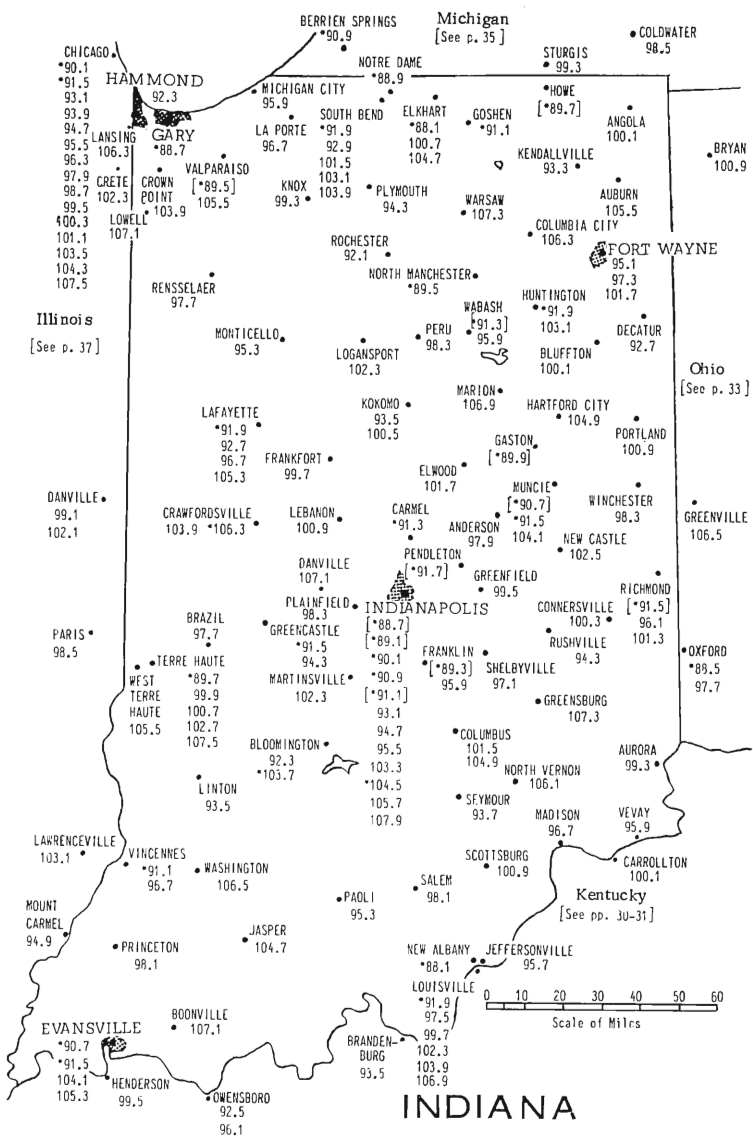 BERRIEN SPRINGS
*90.9
Michigan
[See p. 35]
COLDWATER
98.5
CHICAGO
*90.1
*91.5
93.1
93.9
94.7
95.5
96.3
97.9
98.7
99.5
100.3
101.1
103.5
104.3
107.5
HAMMOND
92.3
NOTRE DAME
*88.9
STURGIS
99.3
MICHIGAN CITY
95.9
HOWE
[*89.7]
LANSING
106.3
GARY
*88.7
LA PORTE
96.7
SOUTH BEND
*91.9
92.9
101.5
103.1
103.9
ELKHART
*88.1
100.7
104.7
GOSHEN
*91.1
ANGOLA
100.1
BRYAN
100.9
CRETE
102.3
CROWN
POINT
103.9
VALPARAISO
[*89.5]
105.5
KENDALLVILLE
93.3
LOWELL
107.1
KNOX
99.3
PLYMOUTH
94.3
WARSAW
107.3
AUBURN
105.5
COLUMBIA CITY
106.3
FORT WAYNE
95.1
97.3
101.7
ROCHESTER
92.1
RENSSELAER
97.7
NORTH MANCHESTER
*89.5
Illinois
[See p. 37]
MONTICELLO
95.3
LOGANSPORT
102.3
PERU
98.3
WABASH
[*91.3]
95.9
HUNTINGTON
*91.9
103.1
BLUFFTON
100.1
DECATUR
92.7
Ohio
[See p. 33]
LAFAYETTE
*91.9
92.7
96.7
105.3
KOKOMO
93.5
100.5
MARION
106.9
HARTFORD CITY
104.9
PORTLAND
100.9
FRANKFORT
99.7
GASTON
[*89.9]
ELWOOD
101.7
DANVILLE
99.1
102.1
CRAWFORDSVILLE
103.9 *106.3
LEBANON
100.9
CARMEL
*91.3
ANDERSON
97.9
MUNCIE
[*90.7]
*91.5
104.1
WINCHESTER
98.3
GREENVILLE
106.5
NEW CASTLE
102.5
DANVILLE
107.1
PENDLETON
[*91.7]
GREENFIELD
99.5
RICHMOND
[*91.5]
96.1
101.3
PLAINFIELD
98.3
INDIANAPOLIS
[*88.7]
[*89.1]
*90.1
*90.9
[*91.1]
93.1
94.7
95.5
103.3
*104.5
105.7
107.9
CONNERSVILLE
100.3
RUSHVILLE
94.3
PARIS
98.5
BRAZIL
97.7
GREENCASTLE
*91.5
94.3
FRANKLIN
[*89.3]
95.9
SHELBYVILLE
97.1
OXFORD
*88.5
97.7
WEST
TERRE
HAUTE
105.5
TERRE HAUTE
*89.7
99.9
100.7
102.7
107.5
MARTINSVILLE
102.3
GREENSBURG
107.3
BLOOMINGTON
92.3
*103.7
COLUMBUS
101.5
104.9
AURORA
99.3
LINTON
93.5
NORTH VERNON
106.1
SEYMOUR
93.7
MADISON
96.7
VEVAY
95.9
LAWRENCEVILLE
103.1
VINCENNES
*91.1
96.7
WASHINGTON
106.5
SCOTTSBURG
100.9
CARROLLTON
100.1
PAOLI
95.3
SALEM
98.1
Kentucky
[See pp. 30-31]
MOUNT
CARMEL
94.9
PRINCETON
98.1
JASPER
104.7
NEW ALBANY
*88.1
JEFFERSONVILLE
95.7
LOUISVILLE
*91.9
97.5
99.7
102.3
103.9
106.9
0 10 20 30 40 50 60
Scale of Miles
EVANSVILLE
*90.7
*91.5
104.1
105.3
BOONVILLE
107.1
BRANDEN-
BURG
93.5
HENDERSON
99.5
OWENSBORO
92.5
96.1
INDIANA